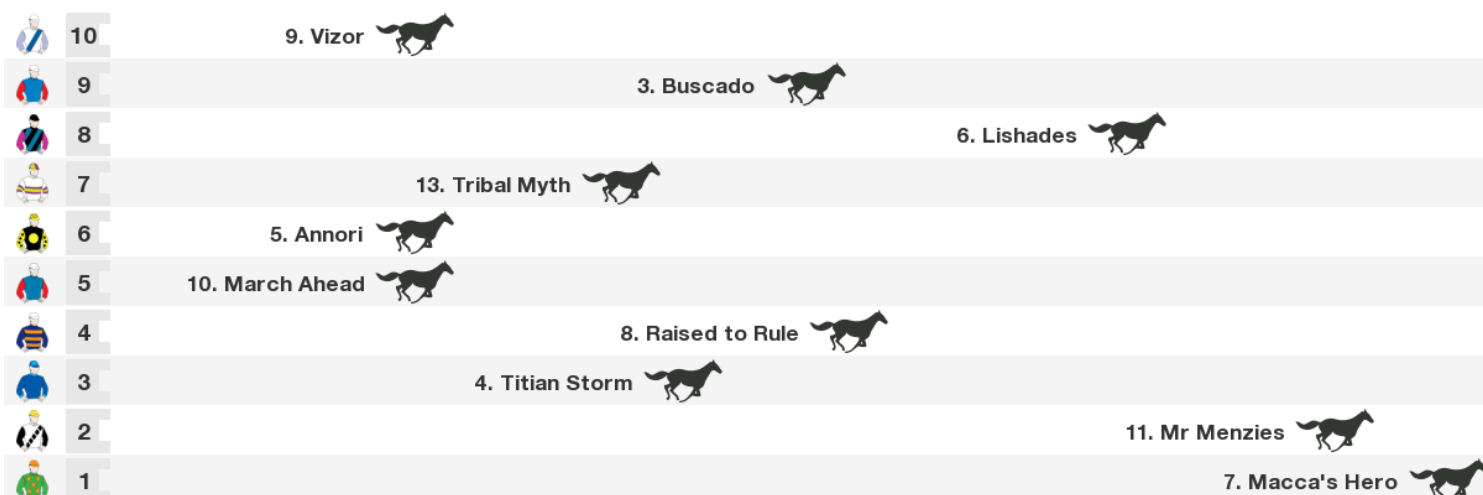 10 9. Vizor
9 3. Buscado
8 6. Lishades
7 13. Tribal Myth
6 5. Annori
5 10. March Ahead
4 8. Raised to Rule
3 4. Titian Storm
2 11. Mr Menzies
1 7. Macca's Hero